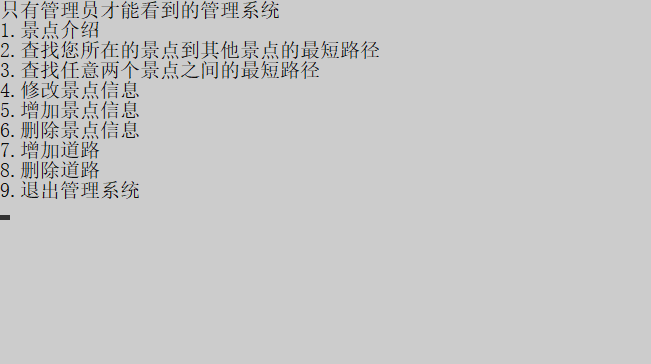 只有管理员才能看到的管理系统
1.景点介绍
2.查找您所在的景点到其他景点的最短路径
3.查找任意两个景点之间的最短路径
4.修改景点信息
5.增加景点信息
6.删除景点信息
7.增加道路
8.删除道路
9.退出管理系统